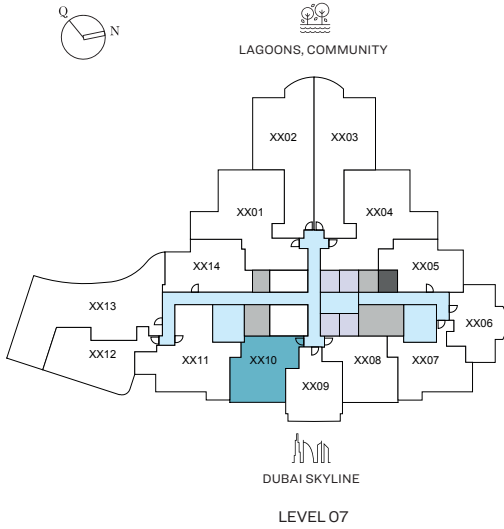 Q
N
LAGOONS, COMMUNITY
XX02
XX03
XX01
XX04
XX14
XX05
XX13
XX06
XX12
XX11
XX10
XX08
XX07
XX09
DUBAI SKYLINE
LEVEL 07